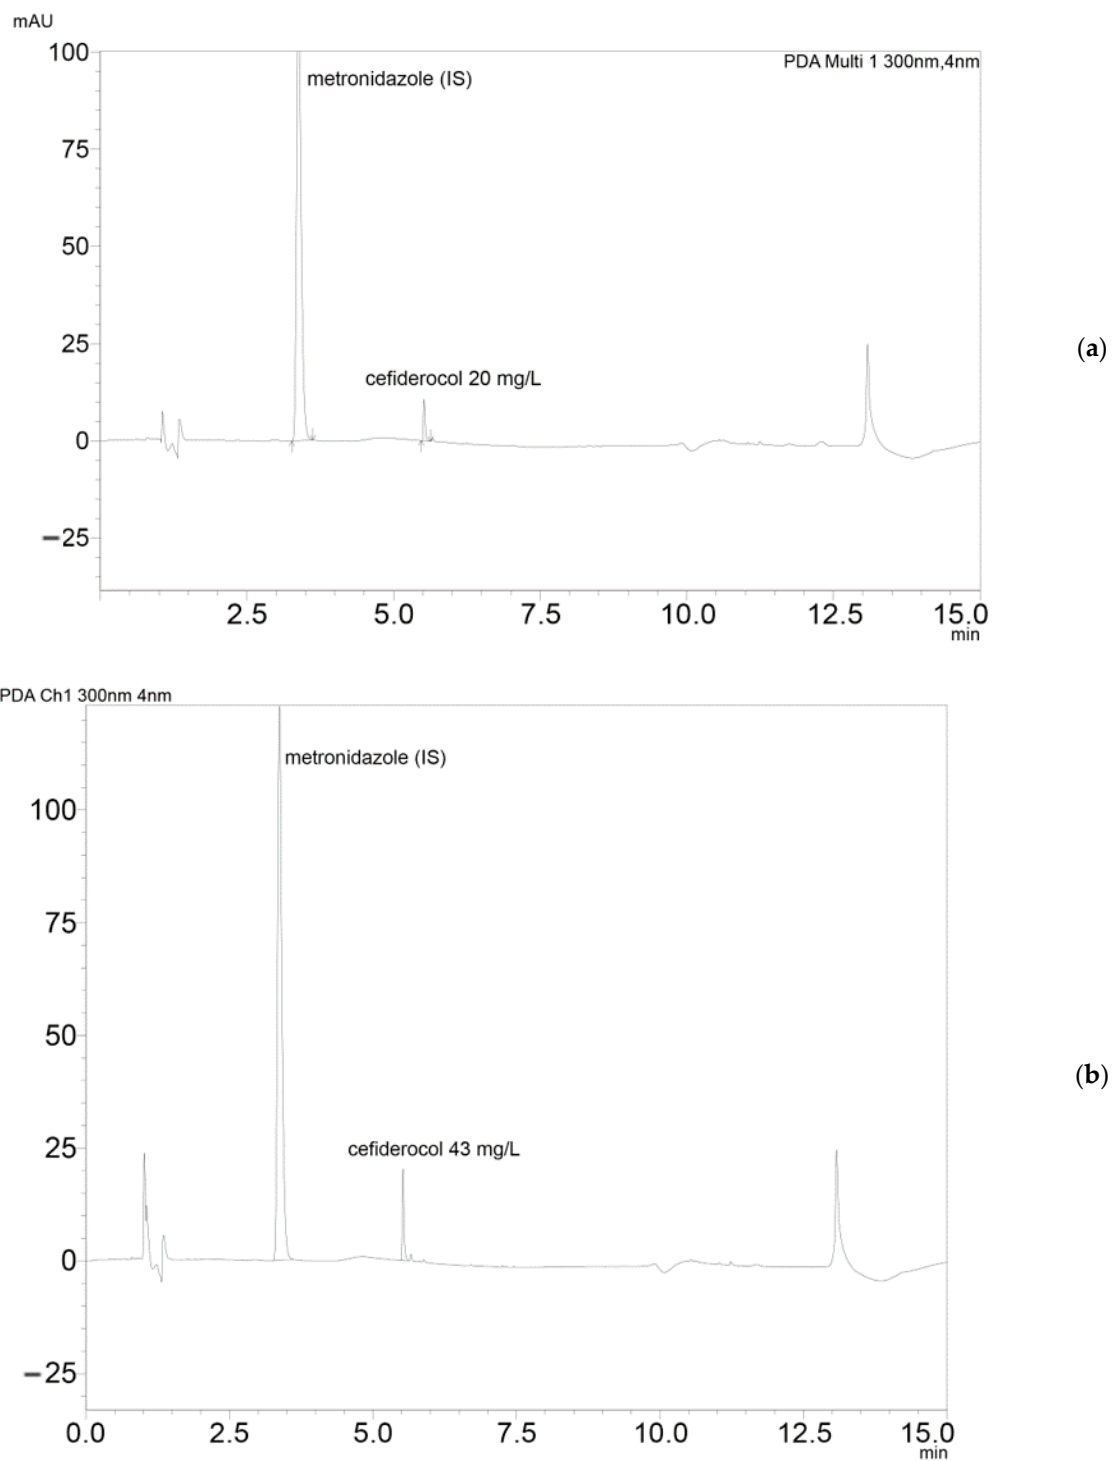 mAU
100
PDA Multi 1 300nm,4nm
metronidazole (IS)
75
50
25
(a)
cefiderocol 20 mg/L
0
−25
2.5 5.0 7.5 10.0 12.5 15.0
min
PDA Ch1 300nm 4nm
metronidazole (IS)
100
75
50
(b)
25
cefiderocol 43 mg/L
0
−25
0.0 2.5 5.0 7.5 10.0 12.5 15.0
min